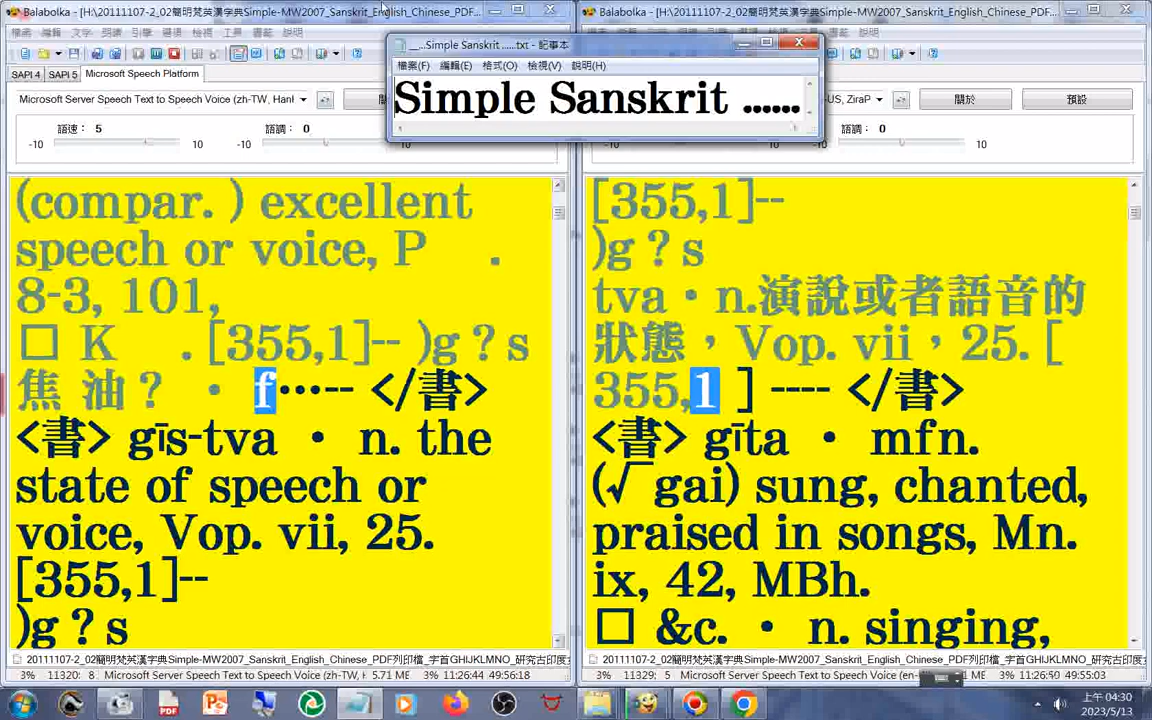 Balabolka - [H:\20111107-2_02簡明梵英漢字典Simple-MW2007_Sanskrit_English_Chinese_PDF...
Balabolka - [H:\20111107-2_02簡明梵英漢字典Simple-MW2007_Sanskrit_English_Chinese_PDF...
__...Simple Sanskrit ......txt - 記事本
檔案(F) 編輯(E) 格式(O) 檢視(V) 說明(H)
Simple Sanskrit ......
SAPI 4 SAPI 5 Microsoft Speech Platform
Microsoft Server Speech Text to Speech Voice (zh-TW, Hanl
-US, ZiraP 關於 預設
語速: 5 語調: 0
語調: 0
-10 10 -10
10
(compar. ) excellent
speech or voice, P .
8-3, 101,
□ K . [355,1]-- )g ? s
焦 油? · f…-- </書>
<書> gīs-tva · n. the
state of speech or
voice, Vop. vii, 25.
[355,1]--
)g ? s
[355,1]--
)g ? s
tva · n.演說或者語音的
狀態，Vop. vii，25. [
355,1 ] ---- </書>
<書> gīta · mfn.
(√ gai) sung, chanted,
praised in songs, Mn.
ix, 42, MBh.
□ &c. · n. singing,
20111107-2_02簡明梵英漢字典Simple-MW2007_Sanskrit_English_Chinese_PDF列印檔_字首GHIJKLMNO_研究古印度
20111107-2_02簡明梵英漢字典Simple-MW2007_Sanskrit_English_Chinese_PDF列印檔_字首GHIJKLMNO_研究古印度
3% 11320: 8 Microsoft Server Speech Text to Speech Voice (zh-TW, 5.71 ME 3% 11:26:44 49:56:18
3% 11329: 5 Microsoft Server Speech Text to Speech Voice (en- ME 3% 11:26:50 49:55:03
上午 04:30
2023/5/13